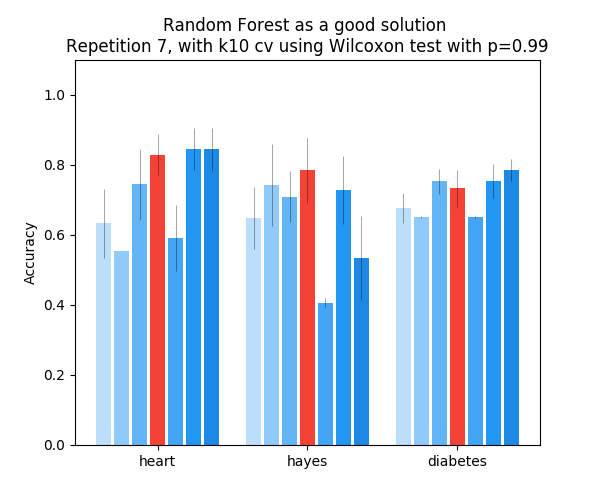 Random Forest as a good solution
Repetition 7, with k10 cv using Wilcoxon test with p=0.99
1.0
0.8
0.6
0.4
0.2
0.0
Accuracy
heart hayes diabetes